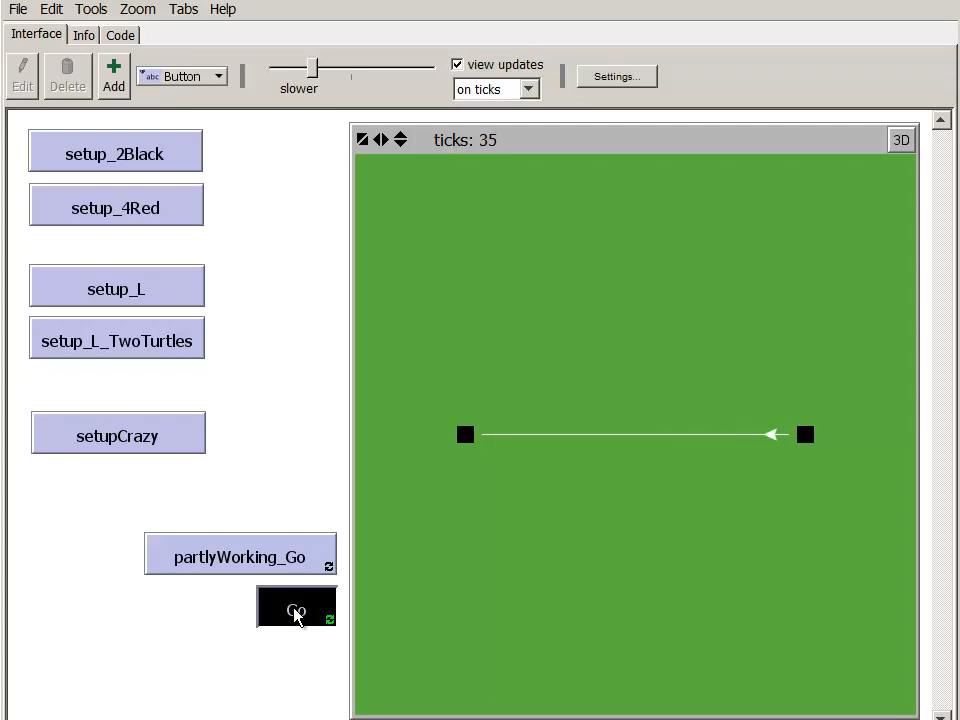 File Edit Tools Zoom Tabs Help
Interface Info Code
Edit Delete Add abc Button slower view updates on ticks Settings...
ticks: 35 3D
setup_2Black
setup_4Red
setup_L
setup_L_TwoTurtles
setupCrazy
partlyWorking_Go
Go